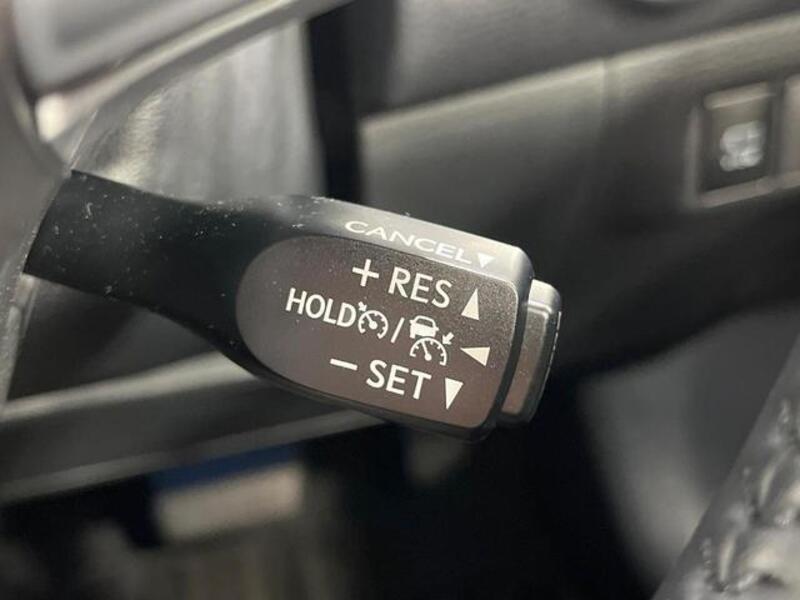 CANCEL▼
+ RES ▲
HOLD / ◀
− SET ▼